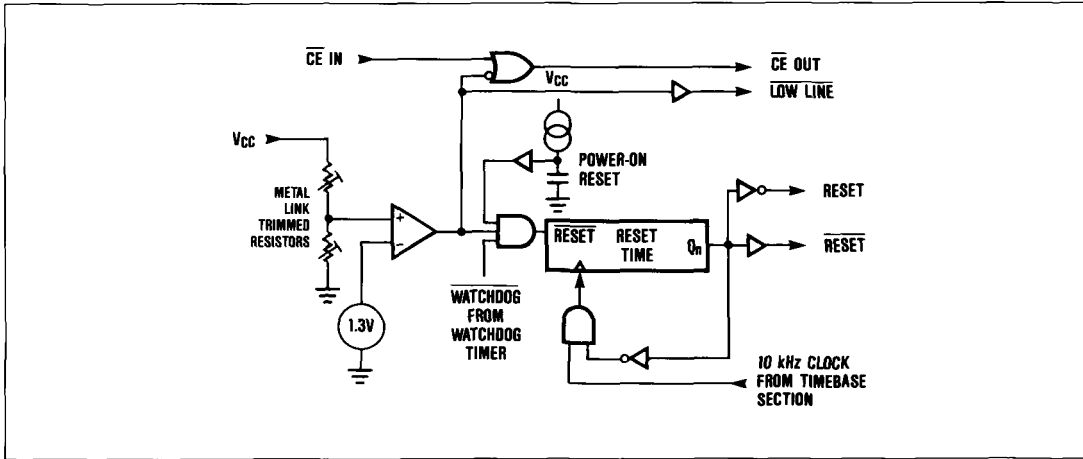 CE IN
CE OUT
VCC
LOW LINE
VCC
POWER-ON
RESET
METAL
LINK
TRIMMED
RESISTORS
+
−
RESET
RESET
TIME
Qn
RESET
RESET
WATCHDOG
FROM
WATCHDOG
TIMER
1.3V
10 kHz CLOCK
FROM TIMEBASE
SECTION